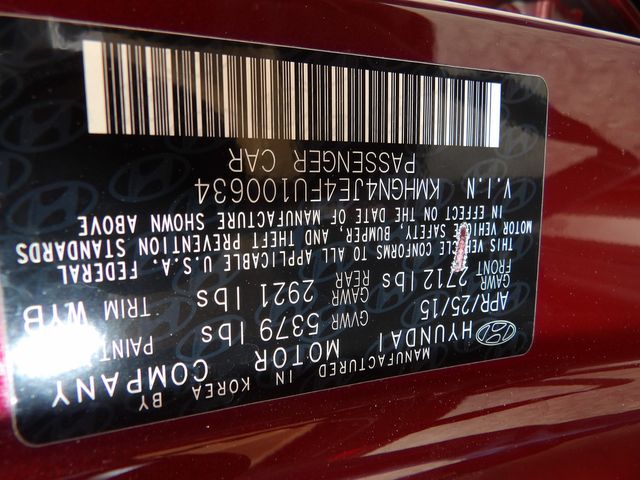 MANUFACTURED IN KOREA BY
HYUNDAI MOTOR COMPANY
APR/25/15 GVWR 5379 lbs PAINT
GAWR FRONT 2712 lbs GAWR REAR 2921 lbs TRIM WYB
THIS VEHICLE CONFORMS TO ALL APPLICABLE U.S.A. FEDERAL
MOTOR VEHICLE SAFETY, BUMPER, AND THEFT PREVENTION STANDARDS
IN EFFECT ON THE DATE OF MANUFACTURE SHOWN ABOVE
V.I.N KMHGN4JE4FU100634
PASSENGER CAR